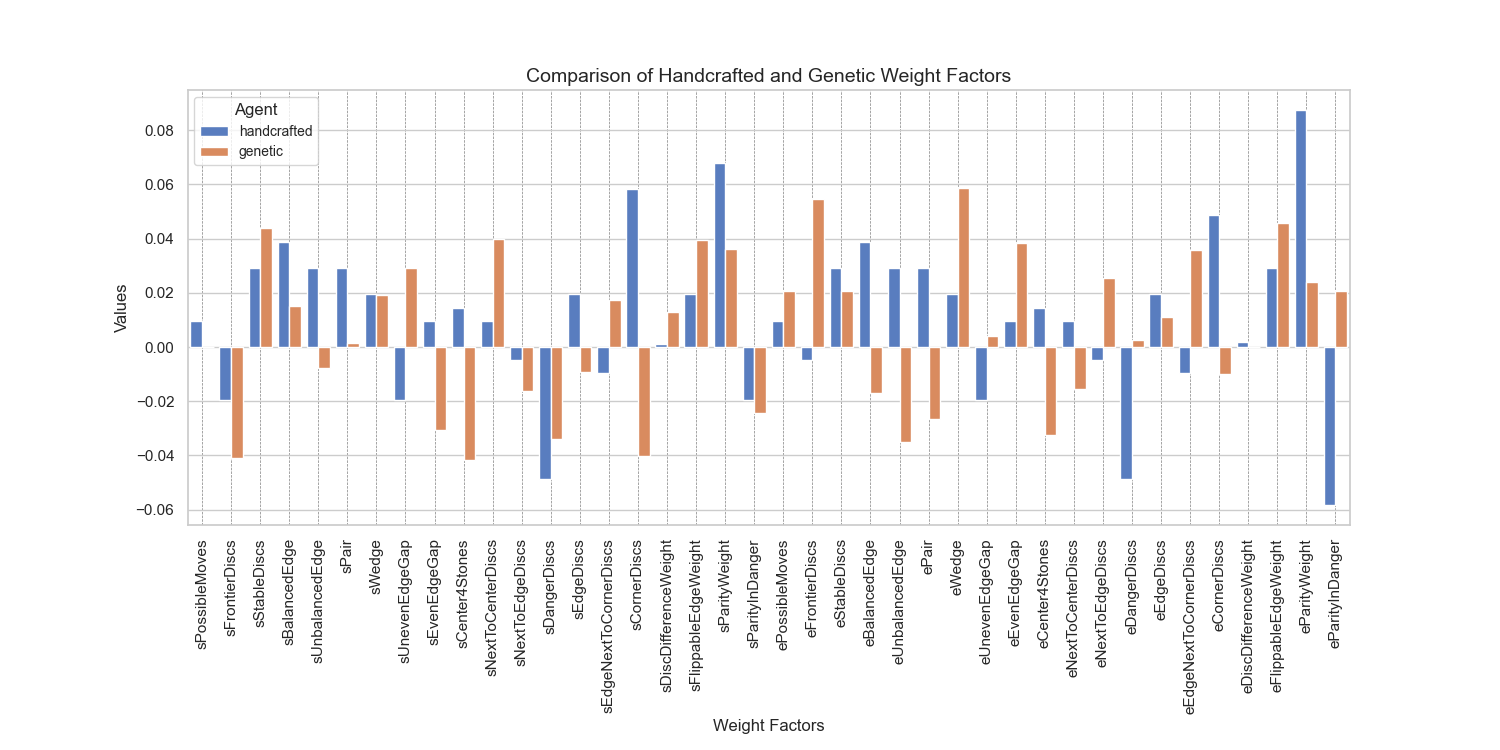 Comparison of Handcrafted and Genetic Weight Factors
Agent
handcrafted
genetic
Values
0.08
0.06
0.04
0.02
0.00
−0.02
−0.04
−0.06
sPossibleMoves
sFrontierDiscs
sStableDiscs
sBalancedEdge
sUnbalancedEdge
sPair
sWedge
sUnevenEdgeGap
sEvenEdgeGap
sCenter4Stones
sNextToCenterDiscs
sNextToEdgeDiscs
sDangerDiscs
sEdgeDiscs
sEdgeNextToCornerDiscs
sCornerDiscs
sDiscDifferenceWeight
sFlippableEdgeWeight
sParityWeight
sParityInDanger
ePossibleMoves
eFrontierDiscs
eStableDiscs
eBalancedEdge
eUnbalancedEdge
ePair
eWedge
eUnevenEdgeGap
eEvenEdgeGap
eCenter4Stones
eNextToCenterDiscs
eNextToEdgeDiscs
eDangerDiscs
eEdgeDiscs
eEdgeNextToCornerDiscs
eCornerDiscs
eDiscDifferenceWeight
eFlippableEdgeWeight
eParityWeight
eParityInDanger
Weight Factors